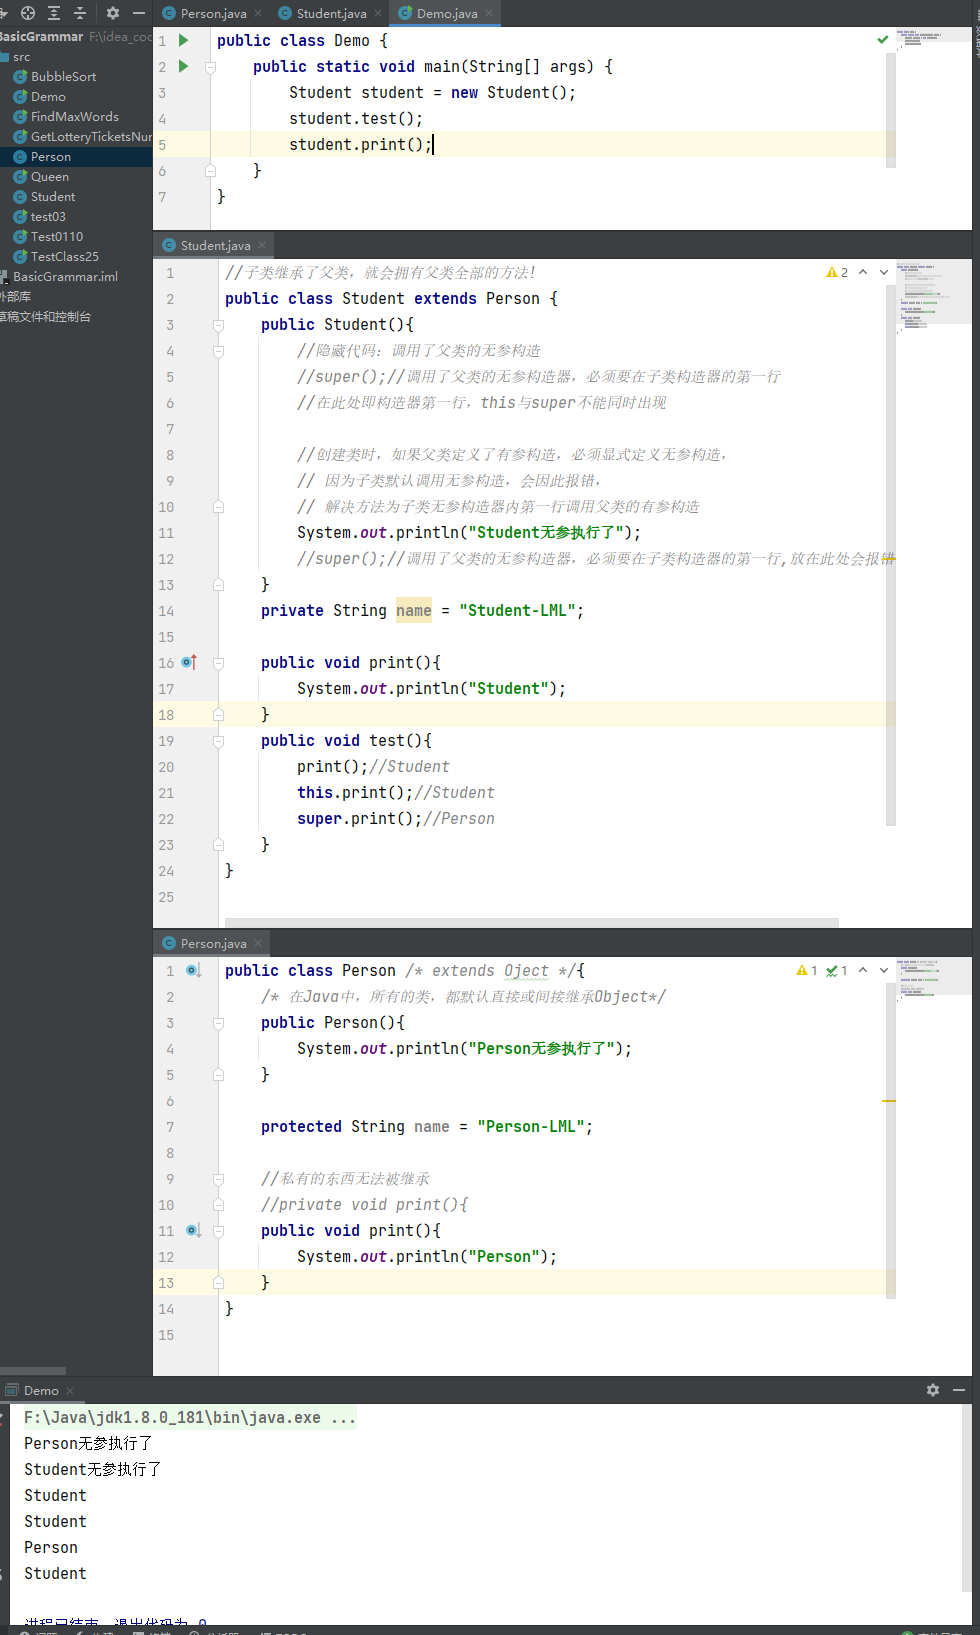 Person.java
Student.java
Demo.java
BasicGrammar F:\idea_coc
src
BubbleSort
Demo
FindMaxWords
GetLotteryTicketsNur
Person
Queen
Student
test03
Test0110
TestClass25
BasicGrammar.iml
外部库
草稿文件和控制台
1 public class Demo {
2 public static void main(String[] args) {
3 Student student = new Student();
4 student.test();
5 student.print();
6 }
7 }
Student.java
2
1 //子类继承了父类，就会拥有父类全部的方法!
2 public class Student extends Person {
3 public Student(){
4 //隐藏代码：调用了父类的无参构造
5 //super();//调用了父类的无参构造器，必须要在子类构造器的第一行
6 //在此处即构造器第一行，this与super不能同时出现
7
8 //创建类时，如果父类定义了有参构造，必须显式定义无参构造，
9 // 因为子类默认调用无参构造，会因此报错，
10 // 解决方法为子类无参构造器内第一行调用父类的有参构造
11 System.out.println("Student无参执行了");
12 //super();//调用了父类的无参构造器，必须要在子类构造器的第一行,放在此处会报错
13 }
14 private String name = "Student-LML";
15
16 public void print(){
17 System.out.println("Student");
18 }
19 public void test(){
20 print();//Student
21 this.print();//Student
22 super.print();//Person
23 }
24 }
25
Person.java
1 1
1 public class Person /* extends Oject */{
2 /* 在Java中，所有的类，都默认直接或间接继承Object*/
3 public Person(){
4 System.out.println("Person无参执行了");
5 }
6
7 protected String name = "Person-LML";
8
9 //私有的东西无法被继承
10 //private void print(){
11 public void print(){
12 System.out.println("Person");
13 }
14 }
15
Demo
F:\Java\jdk1.8.0_181\bin\java.exe ...
Person无参执行了
Student无参执行了
Student
Student
Person
Student
进程已结束，退出代码为 0